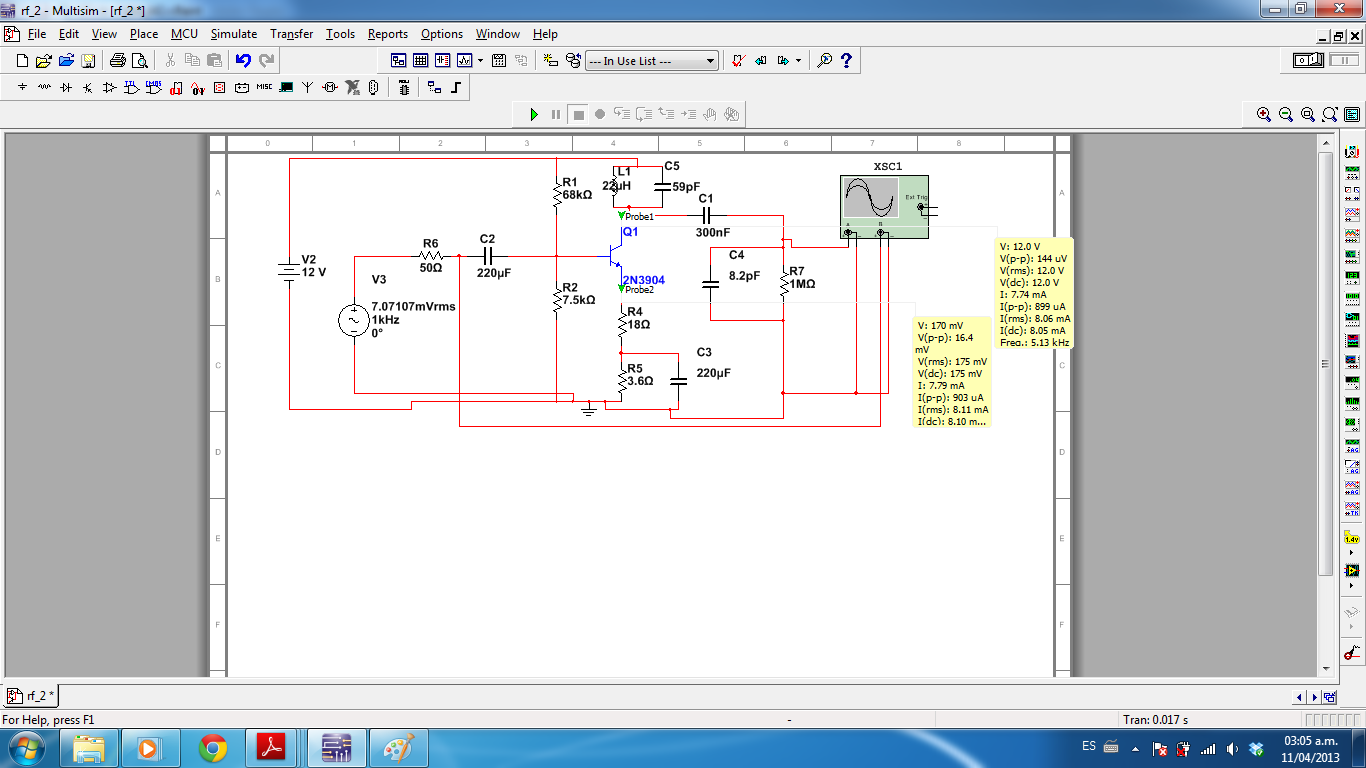 rf_2 - Multisim - [rf_2 *]
File Edit View Place MCU Simulate Transfer Tools Reports Options Window Help
--- In Use List ---
MISC
0 1 2 3 4 5 6 7 8
A
B
C
D
E
F
A
B
C
D
E
F
V2
12 V
V3
7.07107mVrms
1kHz
0°
R6
50Ω
C2
220µF
R1
68kΩ
R2
7.5kΩ
L1
22uH
C5
59pF
Probe1
Q1
2N3904
Probe2
R4
18Ω
R5
3.6Ω
C3
220µF
C1
300nF
C4
8.2pF
R7
1MΩ
XSC1
Ext Trig
A B
V: 12.0 V
V(p-p): 144 uV
V(rms): 12.0 V
V(dc): 12.0 V
I: 7.74 mA
I(p-p): 899 uA
I(rms): 8.06 mA
I(dc): 8.05 mA
Freq.: 5.13 kHz
V: 170 mV
V(p-p): 16.4
mV
V(rms): 175 mV
V(dc): 175 mV
I: 7.79 mA
I(p-p): 903 uA
I(rms): 8.11 mA
I(dc): 8.10 m...
1.4v
rf_2 *
For Help, press F1
-
Tran: 0.017 s
ES
03:05 a.m.
11/04/2013